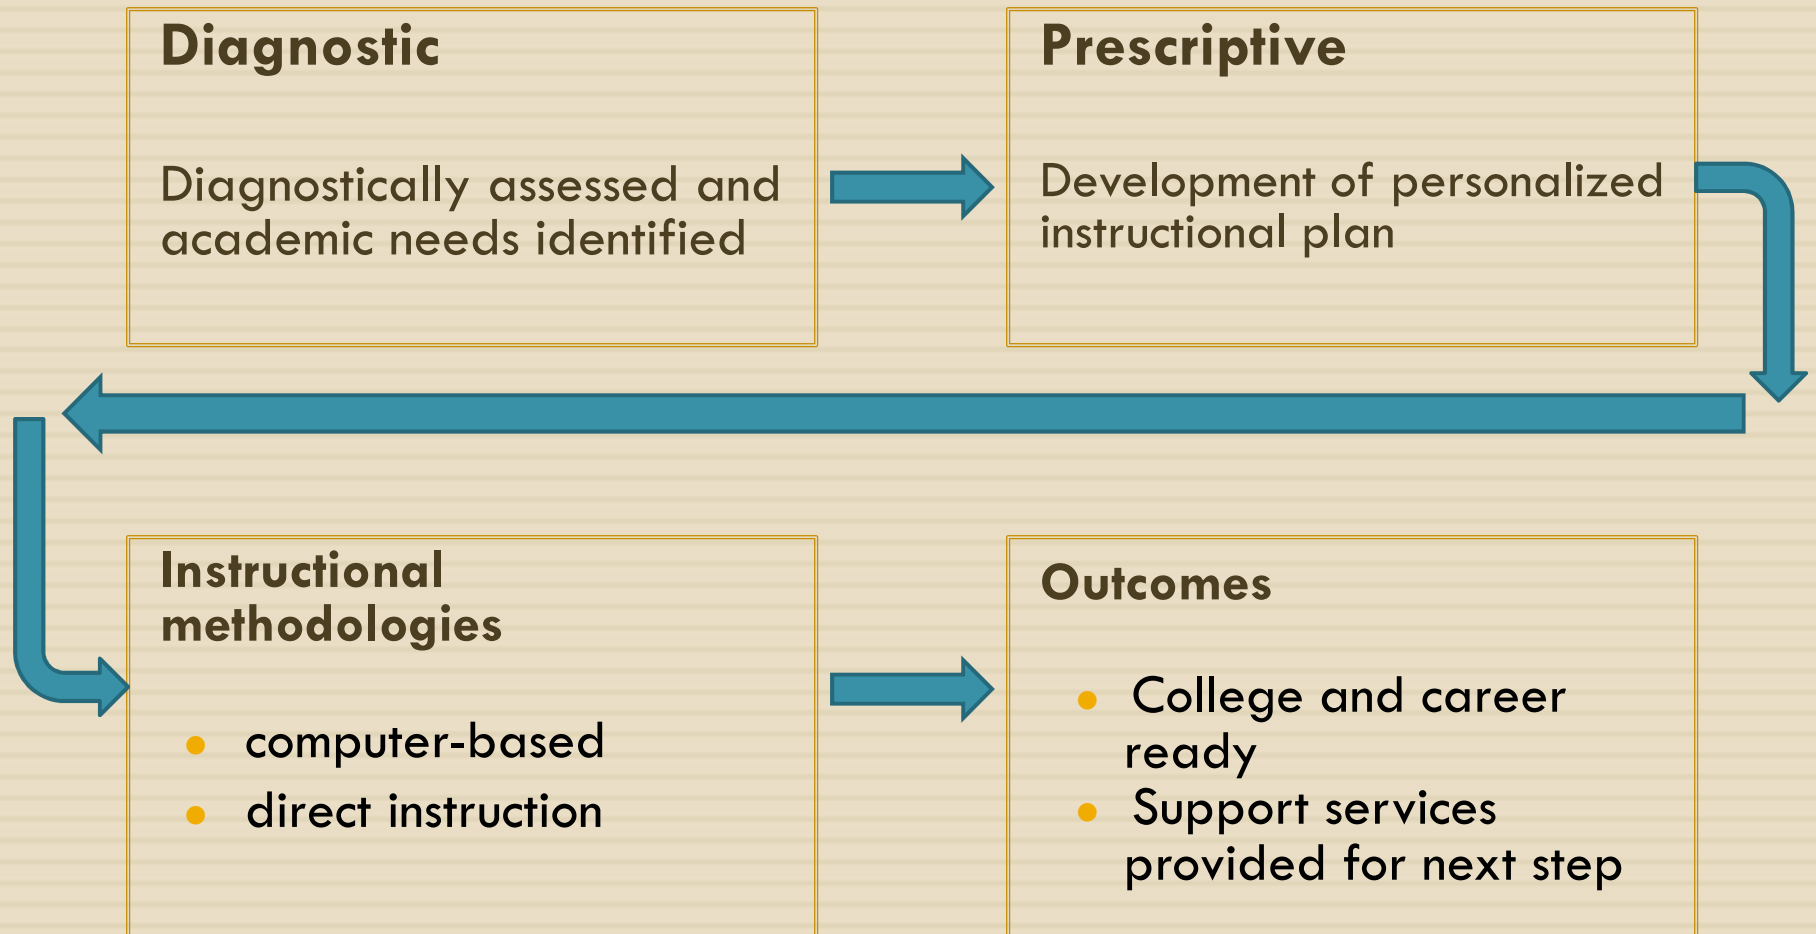 Diagnostic
Diagnostically assessed and
academic needs identified
Prescriptive
Development of personalized
instructional plan
Instructional
methodologies
• computer-based
• direct instruction
Outcomes
• College and career
ready
• Support services
provided for next step